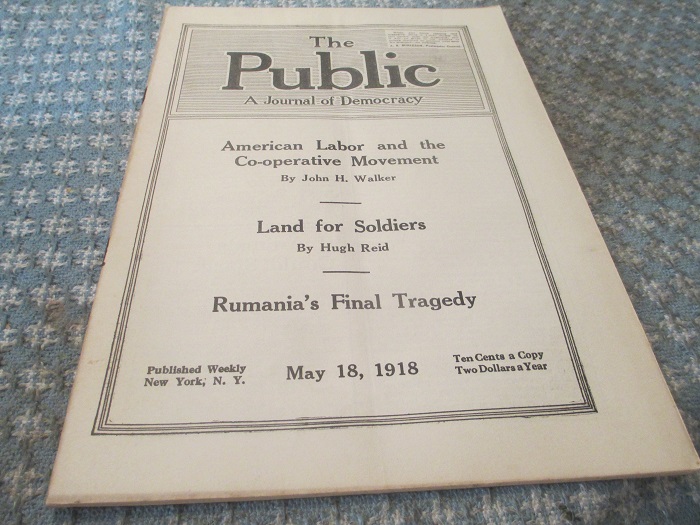 The
Public
A Journal of Democracy
American Labor and the
Co-operative Movement
By John H. Walker
Land for Soldiers
By Hugh Reid
Rumania's Final Tragedy
Published Weekly
New York, N. Y.
May 18, 1918
Ten Cents a Copy
Two Dollars a Year